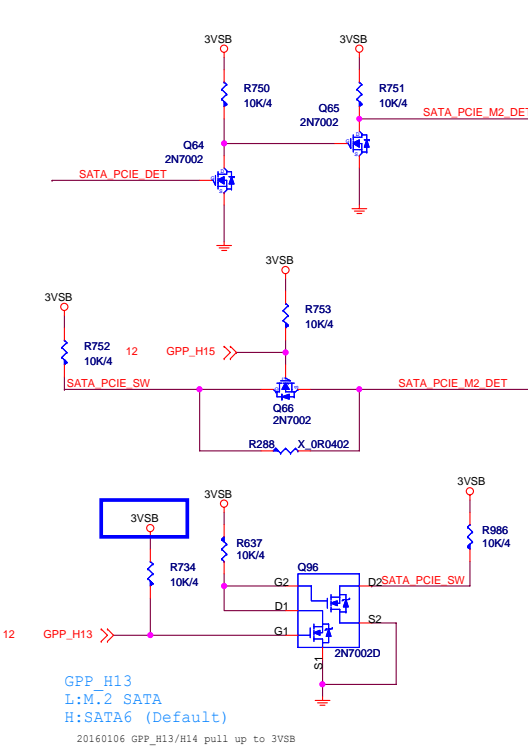 3VSB
3VSB
R750
10K/4
R751
10K/4
Q65
2N7002
SATA_PCIE_M2_DET
Q64
2N7002
SATA_PCIE_DET
3VSB
3VSB
R753
10K/4
R752
10K/4
12 GPP_H15
SATA_PCIE_SW
SATA_PCIE_M2_DET
Q66
2N7002
R288 X_0R0402
3VSB
3VSB
3VSB
R986
10K/4
R637
10K/4
R734
10K/4
Q96
G2
D2
SATA_PCIE_SW
D1
S2
12 GPP_H13
G1
S1
2N7002D
GPP_H13
L:M.2 SATA
H:SATA6 (Default)
20160106 GPP_H13/H14 pull up to 3VSB